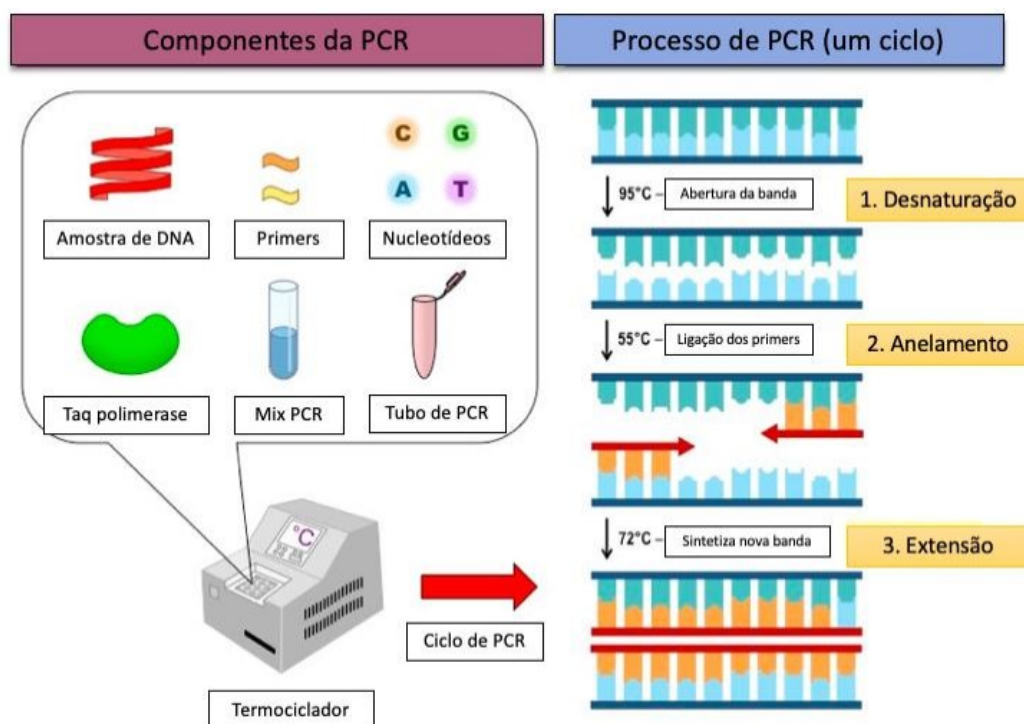 Componentes da PCR
Processo de PCR (um ciclo)
C
G
A
T
Amostra de DNA
Primers
Nucleotídeos
Taq polimerase
Mix PCR
Tubo de PCR
°C
Ciclo de PCR
Termociclador
95°C – Abertura da banda
1. Desnaturação
55°C – Ligação dos primers
2. Anelamento
72°C – Sintetiza nova banda
3. Extensão